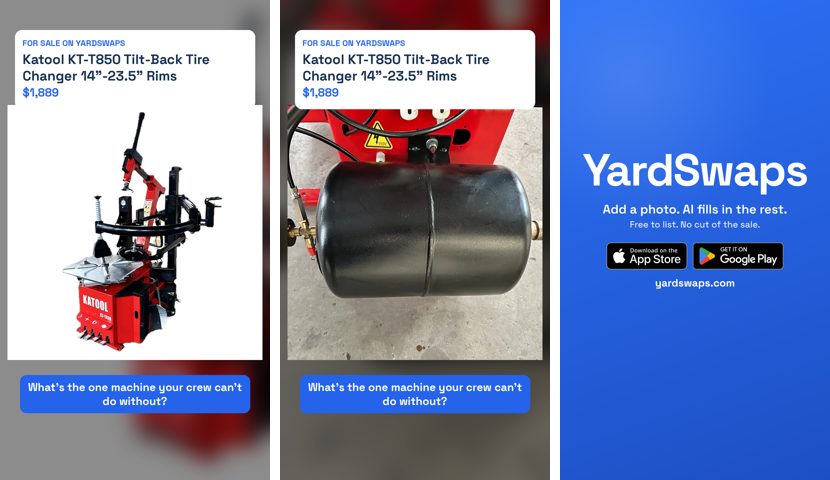 FOR SALE ON YARDSWAPS
Katool KT-T850 Tilt-Back Tire
Changer 14”-23.5” Rims
$1,889
KATOOL
What's the one machine your crew can't
do without?
FOR SALE ON YARDSWAPS
Katool KT-T850 Tilt-Back Tire
Changer 14”-23.5” Rims
$1,889
What's the one machine your crew can't
do without?
YardSwaps
Add a photo. AI fills in the rest.
Free to list. No cut of the sale.
Download on the
App Store
GET IT ON
Google Play
yardswaps.com